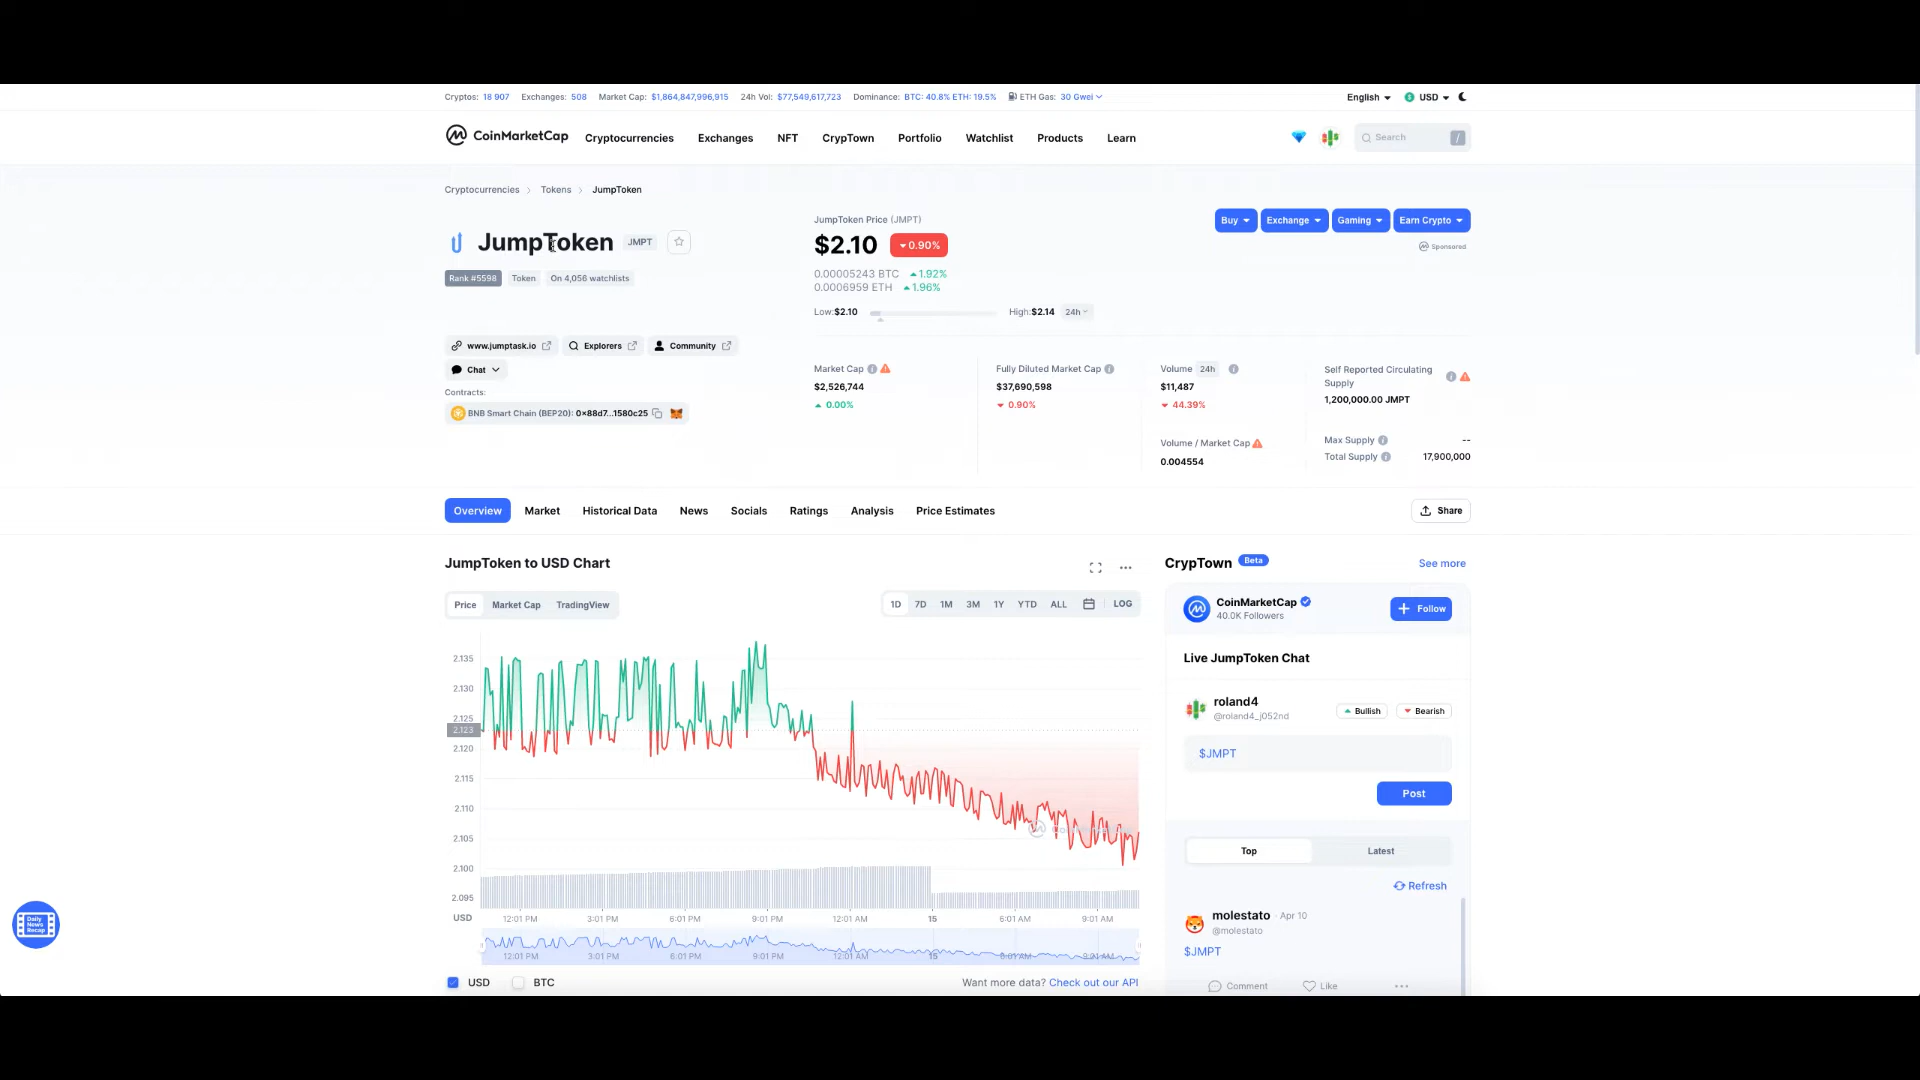 Cryptos: 18 907 Exchanges: 508 Market Cap: $1,864,847,996,915 24h Vol: $77,549,617,723 Dominance: BTC: 40.8% ETH: 19.5% ETH Gas: 30 Gwei English USD
CoinMarketCap Cryptocurrencies Exchanges NFT CrypTown Portfolio Watchlist Products Learn Search /
Cryptocurrencies > Tokens > JumpToken
JumpToken JMPT
Rank #5598 Token On 4,056 watchlists
www.jumptask.io Explorers Community
Chat
Contracts:
BNB Smart Chain (BEP20): 0x88d7...1580c25
JumpToken Price (JMPT)
$2.10 0.90%
0.00005243 BTC 1.92%
0.0006959 ETH 1.96%
Low: $2.10 High: $2.14 24h
Buy Exchange Gaming Earn Crypto
Sponsored
Market Cap
$2,526,744
0.00%
Fully Diluted Market Cap
$37,690,598
0.90%
Volume 24h
$11,487
44.39%
Volume / Market Cap
0.004554
Self Reported Circulating
Supply
1,200,000.00 JMPT
Max Supply --
Total Supply 17,900,000
Overview Market Historical Data News Socials Ratings Analysis Price Estimates Share
JumpToken to USD Chart
Price Market Cap TradingView 1D 7D 1M 3M 1Y YTD ALL LOG
2.135
2.130
2.125
2.123
2.120
2.115
2.110
2.105
2.100
2.095
USD 12:01 PM 3:01 PM 6:01 PM 9:01 PM 12:01 AM 15 6:01 AM 9:01 AM
12:01 PM 3:01 PM 6:01 PM 9:01 PM 12:01 AM 15 6:01 AM 9:01 AM
USD BTC Want more data? Check out our API
CrypTown Beta See more
CoinMarketCap
40.0K Followers
Follow
Live JumpToken Chat
roland4
@roland4_j052nd
Bullish Bearish
$JMPT
Post
Top Latest
Refresh
molestato · Apr 10
@molestato
$JMPT
Comment Like
Daily
News
Recap